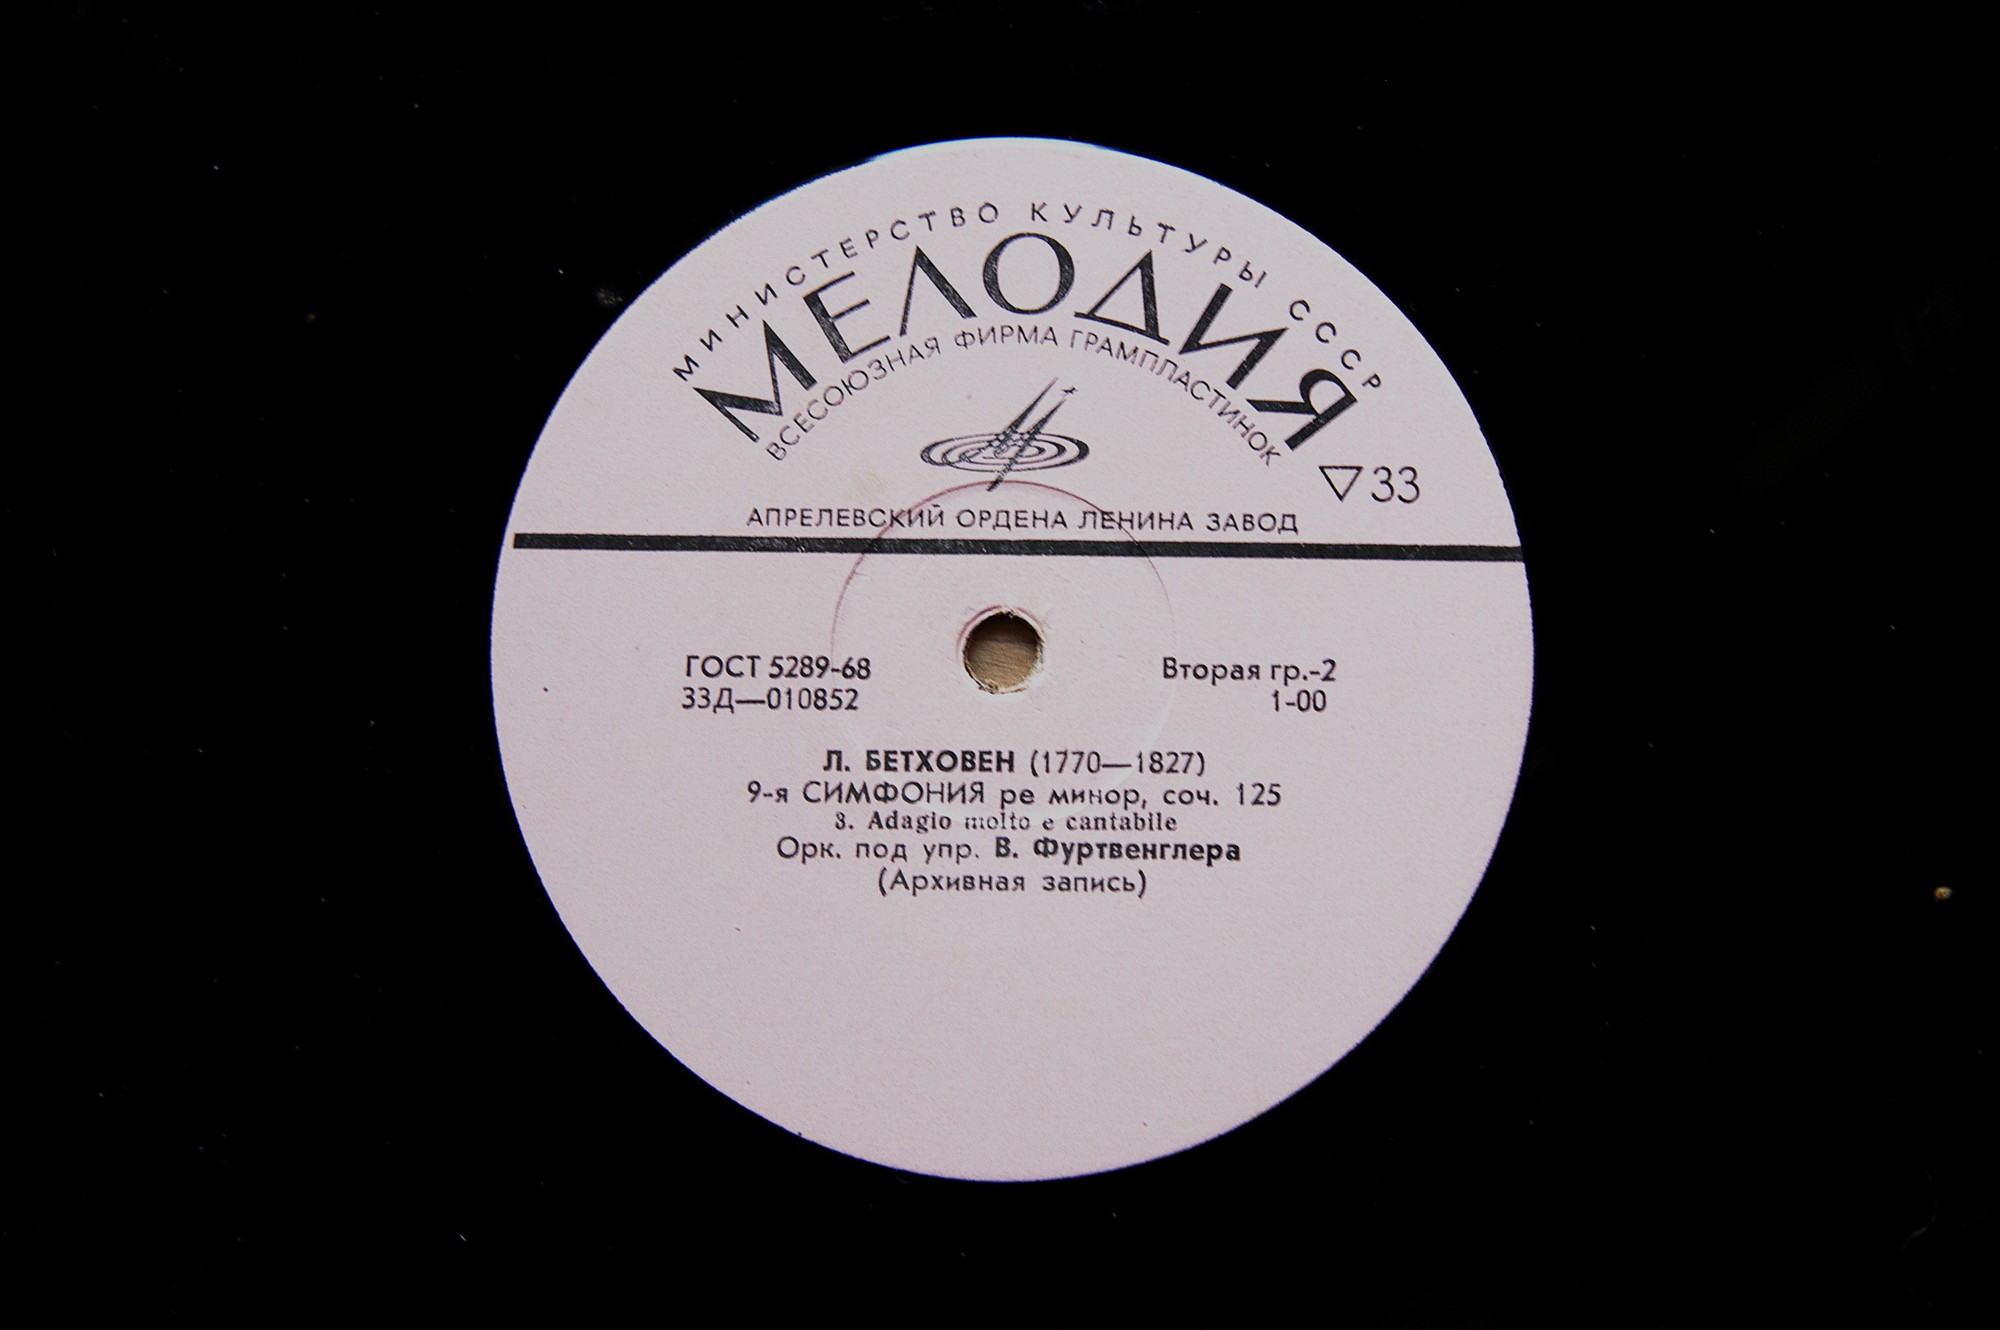 МИНИСТЕРСТВО КУЛЬТУРЫ СССР
МЕЛОДИЯ
ВСЕСОЮЗНАЯ ФИРМА ГРАМПЛАСТИНОК
▽33
АПРЕЛЕВСКИЙ ОРДЕНА ЛЕНИНА ЗАВОД
ГОСТ 5289-68
33Д—010852
Вторая гр.-2
1-00
Л. БЕТХОВЕН (1770—1827)
9-я СИМФОНИЯ ре минор, соч. 125
3. Adagio molto e cantabile
Орк. под упр. В. Фуртвенглера
(Архивная запись)